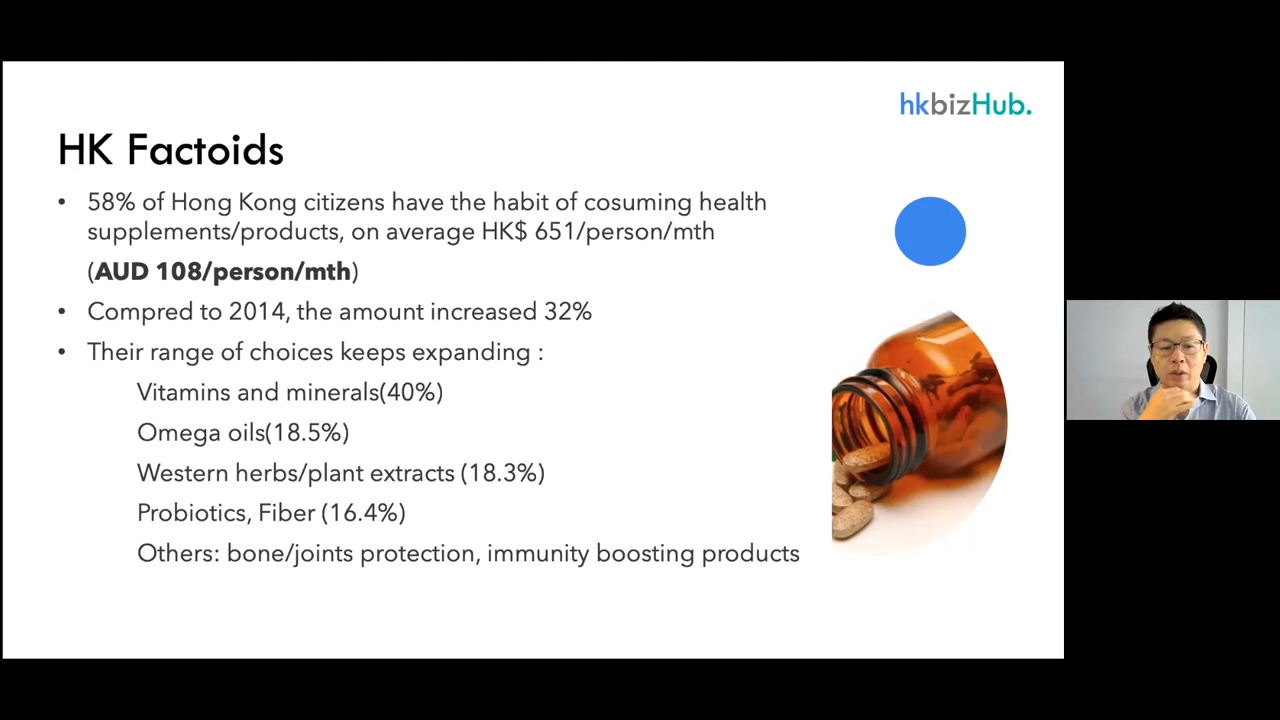 hkbizHub.
HK Factoids
• 58% of Hong Kong citizens have the habit of cosuming health
supplements/products, on average HK$ 651/person/mth
(AUD 108/person/mth)
• Compred to 2014, the amount increased 32%
• Their range of choices keeps expanding :
Vitamins and minerals(40%)
Omega oils(18.5%)
Western herbs/plant extracts (18.3%)
Probiotics, Fiber (16.4%)
Others: bone/joints protection, immunity boosting products